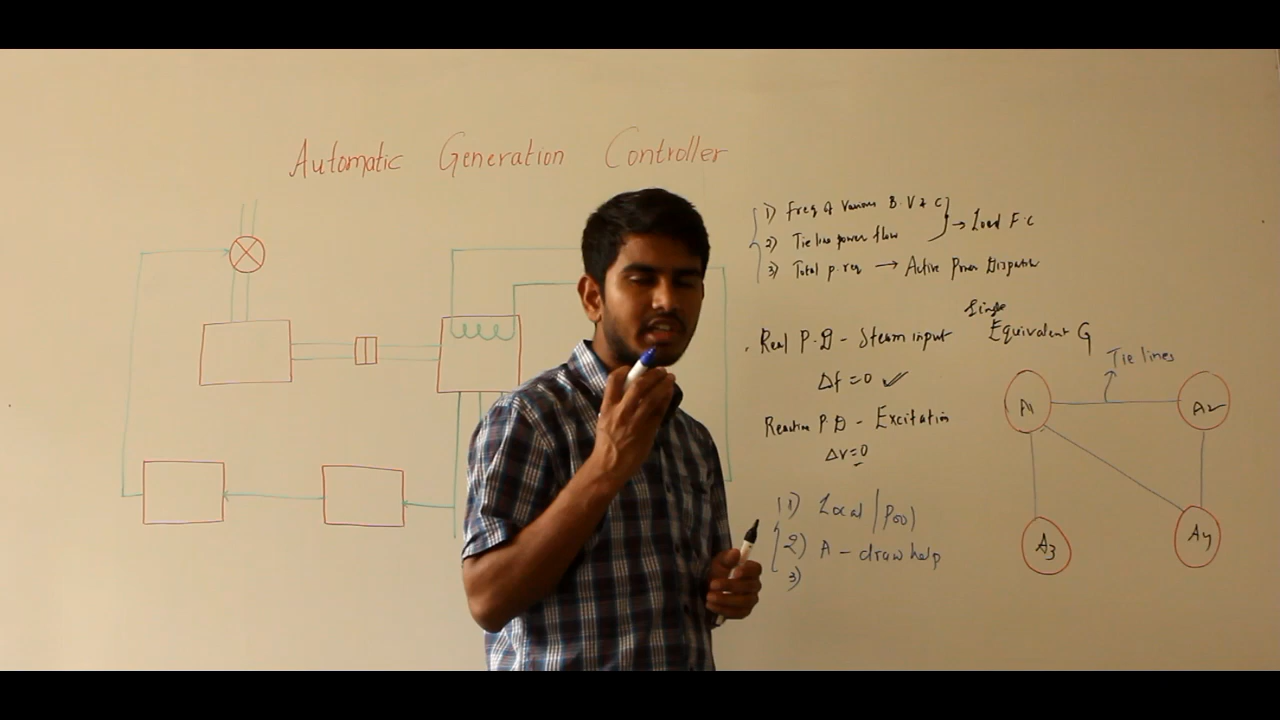 Automatic Generation Controller
1) Freq of various B.V & C
2) Tie line power flow
→ Load F.C
3) Total p. req → Active Power Dispatch
Real P.D - Steam input
Δf = 0 ✓
Reactive P.D - Excitation
Δv = 0
1) Local / Pool
2) A - draw help
3)
Single
Equivalent G
Tie lines
A1
A2
A3
A4